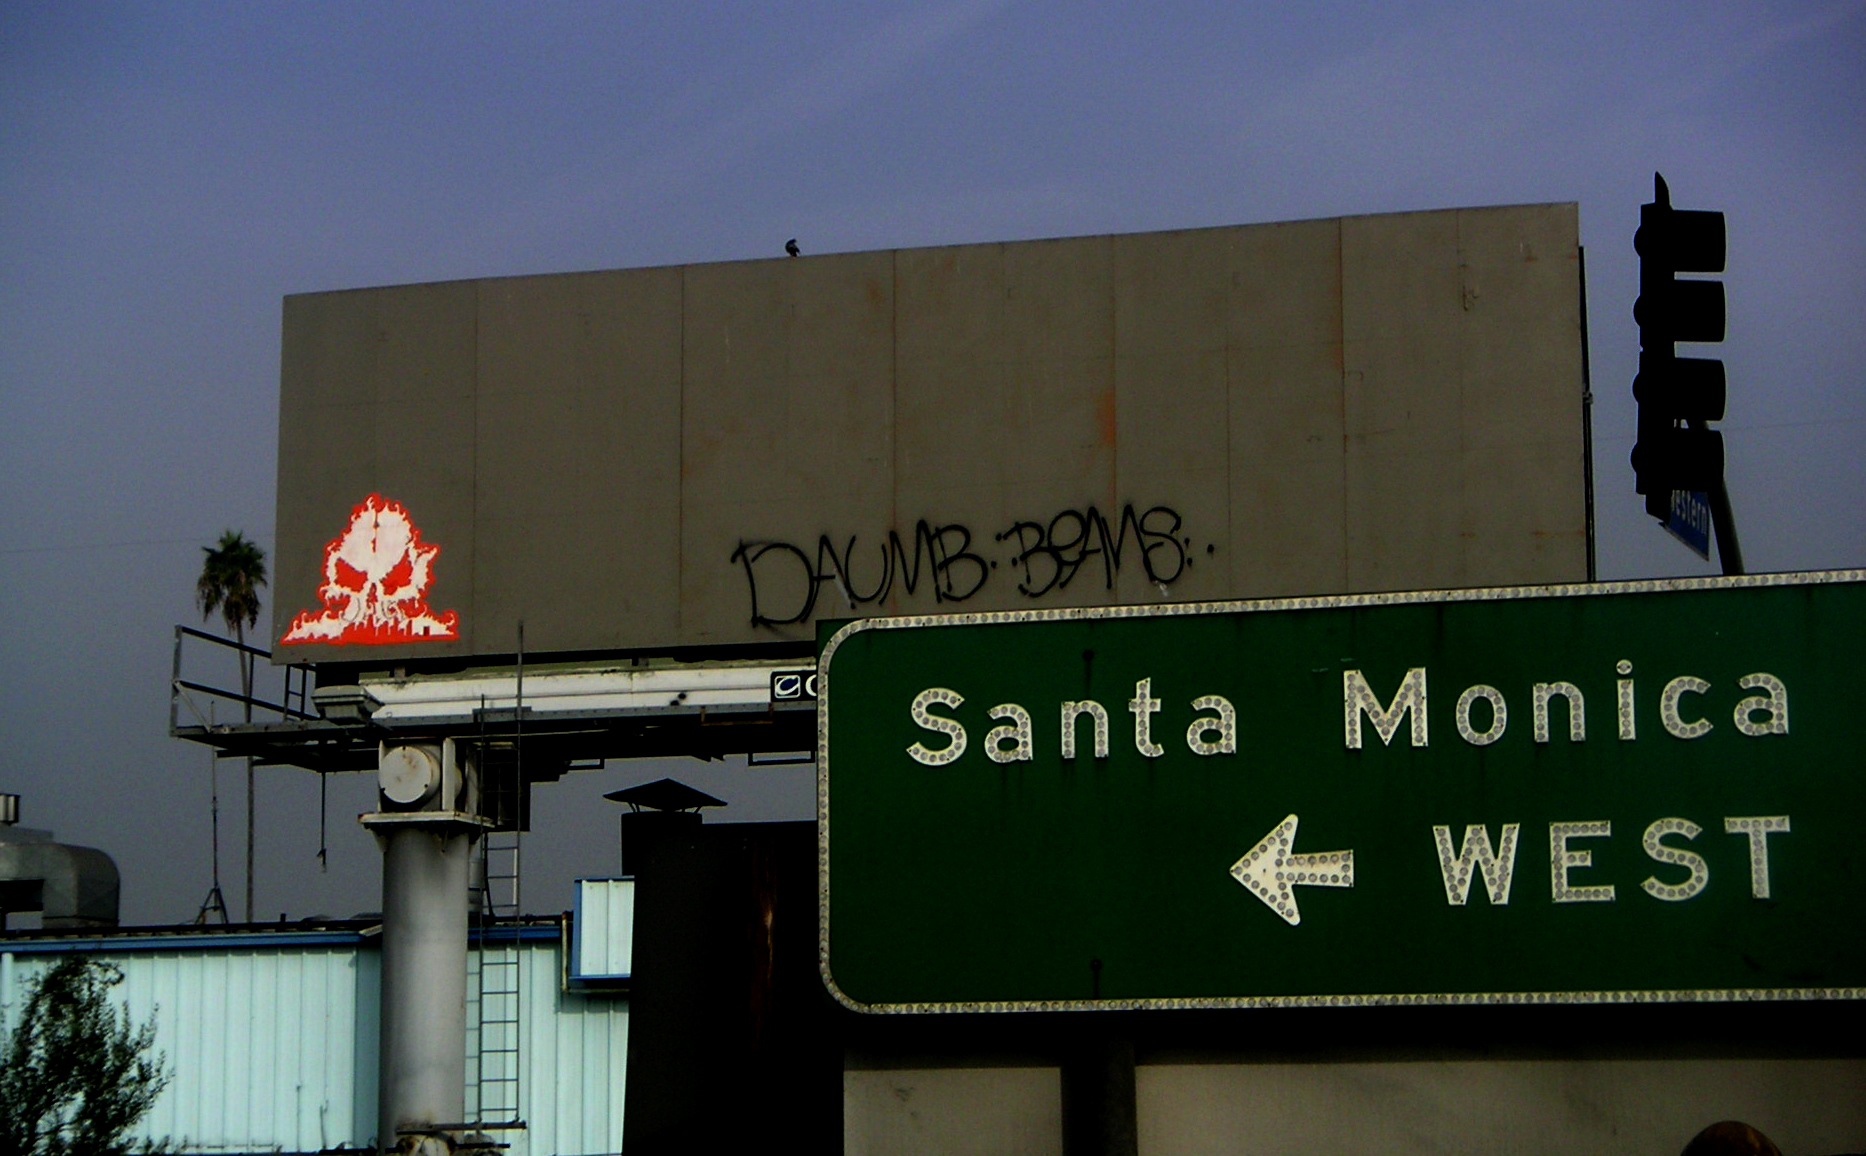 DAUMB BEAMS
Santa Monica
← WEST